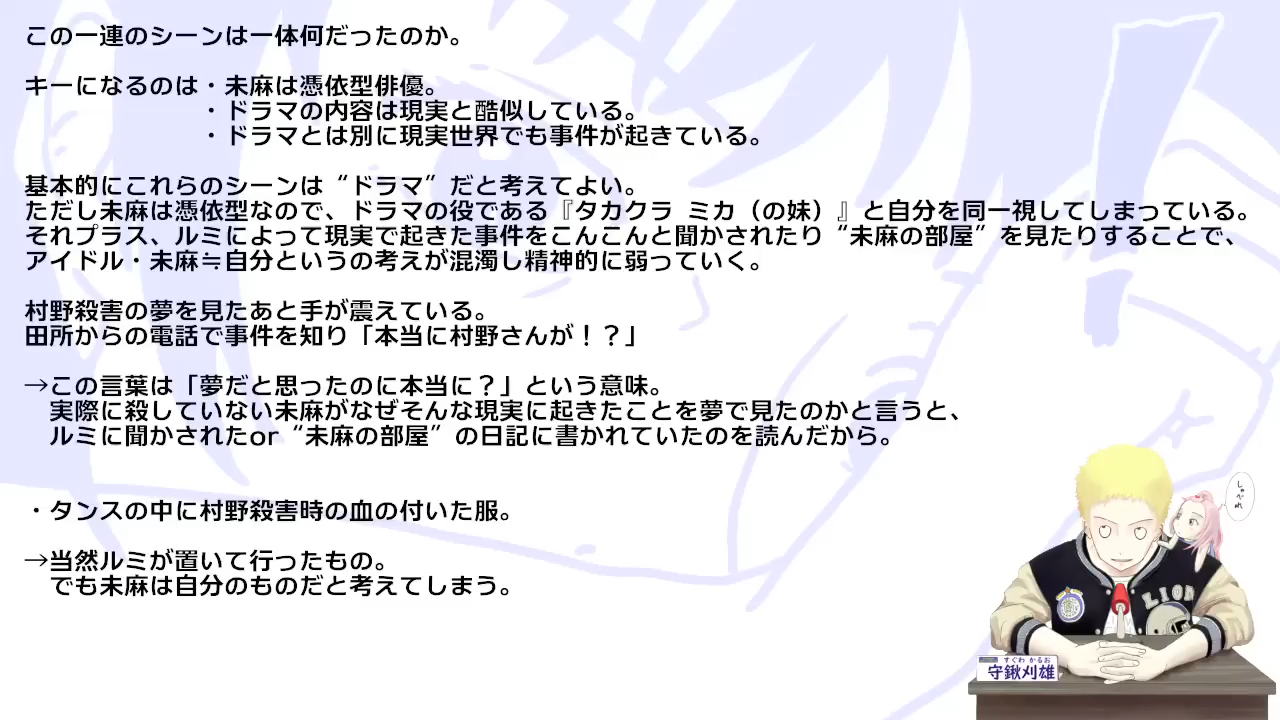 この一連のシーンは一体何だったのか。
キーになるのは・未麻は憑依型俳優。
・ドラマの内容は現実と酷似している。
・ドラマとは別に現実世界でも事件が起きている。
基本的にこれらのシーンは“ドラマ”だと考えてよい。
ただし未麻は憑依型なので、ドラマの役である『タカクラ ミカ（の妹）』と自分を同一視してしまっている。
それプラス、ルミによって現実で起きた事件をこんこんと聞かされたり“未麻の部屋”を見たりすることで、
アイドル・未麻≒自分というの考えが混濁し精神的に弱っていく。
村野殺害の夢を見たあと手が震えている。
田所からの電話で事件を知り「本当に村野さんが！？」
→この言葉は「夢だと思ったのに本当に？」という意味。
実際に殺していない未麻がなぜそんな現実に起きたことを夢で見たのかと言うと、
ルミに聞かされたor“未麻の部屋”の日記に書かれていたのを読んだから。
・タンスの中に村野殺害時の血の付いた服。
→当然ルミが置いて行ったもの。
でも未麻は自分のものだと考えてしまう。
しゃべれ
LION
すぐわ かるお
守鍬刈雄